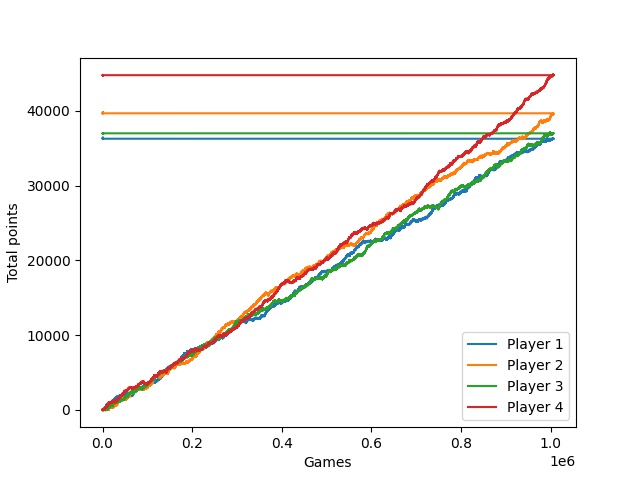 40000
30000
20000
10000
0
Total points
0.0 0.2 0.4 0.6 0.8 1.0
1e6
Games
Player 1
Player 2
Player 3
Player 4